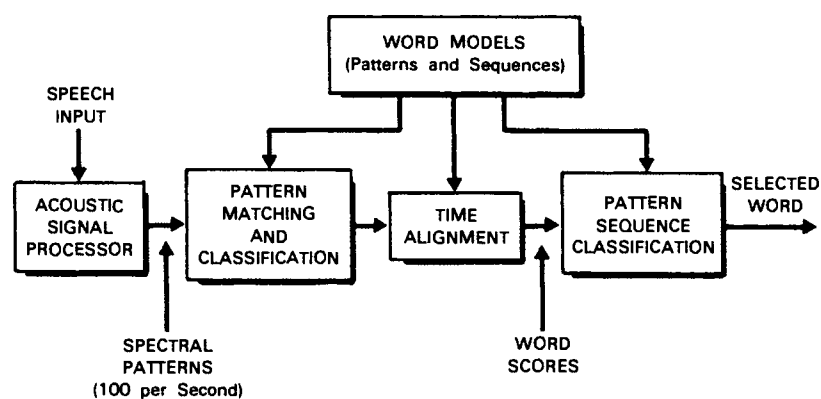 WORD MODELS
(Patterns and Sequences)
SPEECH
INPUT
ACOUSTIC
SIGNAL
PROCESSOR
PATTERN
MATCHING
AND
CLASSIFICATION
TIME
ALIGNMENT
PATTERN
SEQUENCE
CLASSIFICATION
SELECTED
WORD
SPECTRAL
PATTERNS
(100 per Second)
WORD
SCORES